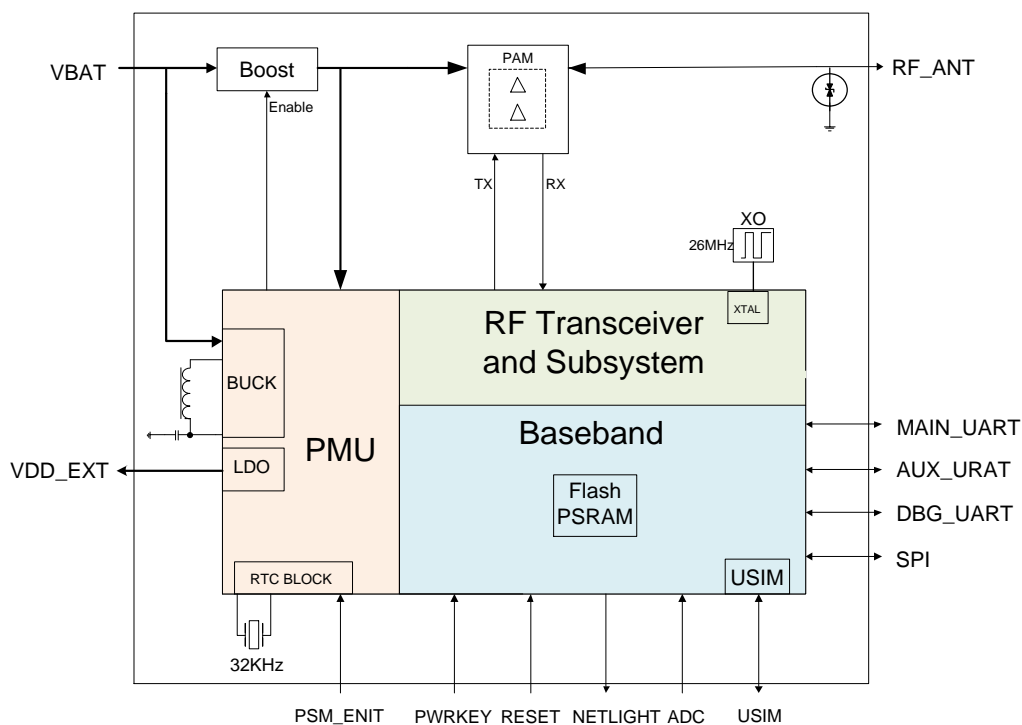 PAM
VBAT
Boost
RF_ANT
Enable
TX
RX
XO
26MHz
XTAL
RF Transceiver
and Subsystem
BUCK
PMU
Baseband
MAIN_UART
LDO
VDD_EXT
AUX_URAT
Flash
PSRAM
DBG_UART
SPI
RTC BLOCK
USIM
32KHz
PSM_ENIT
PWRKEY
RESET
NETLIGHT
ADC
USIM